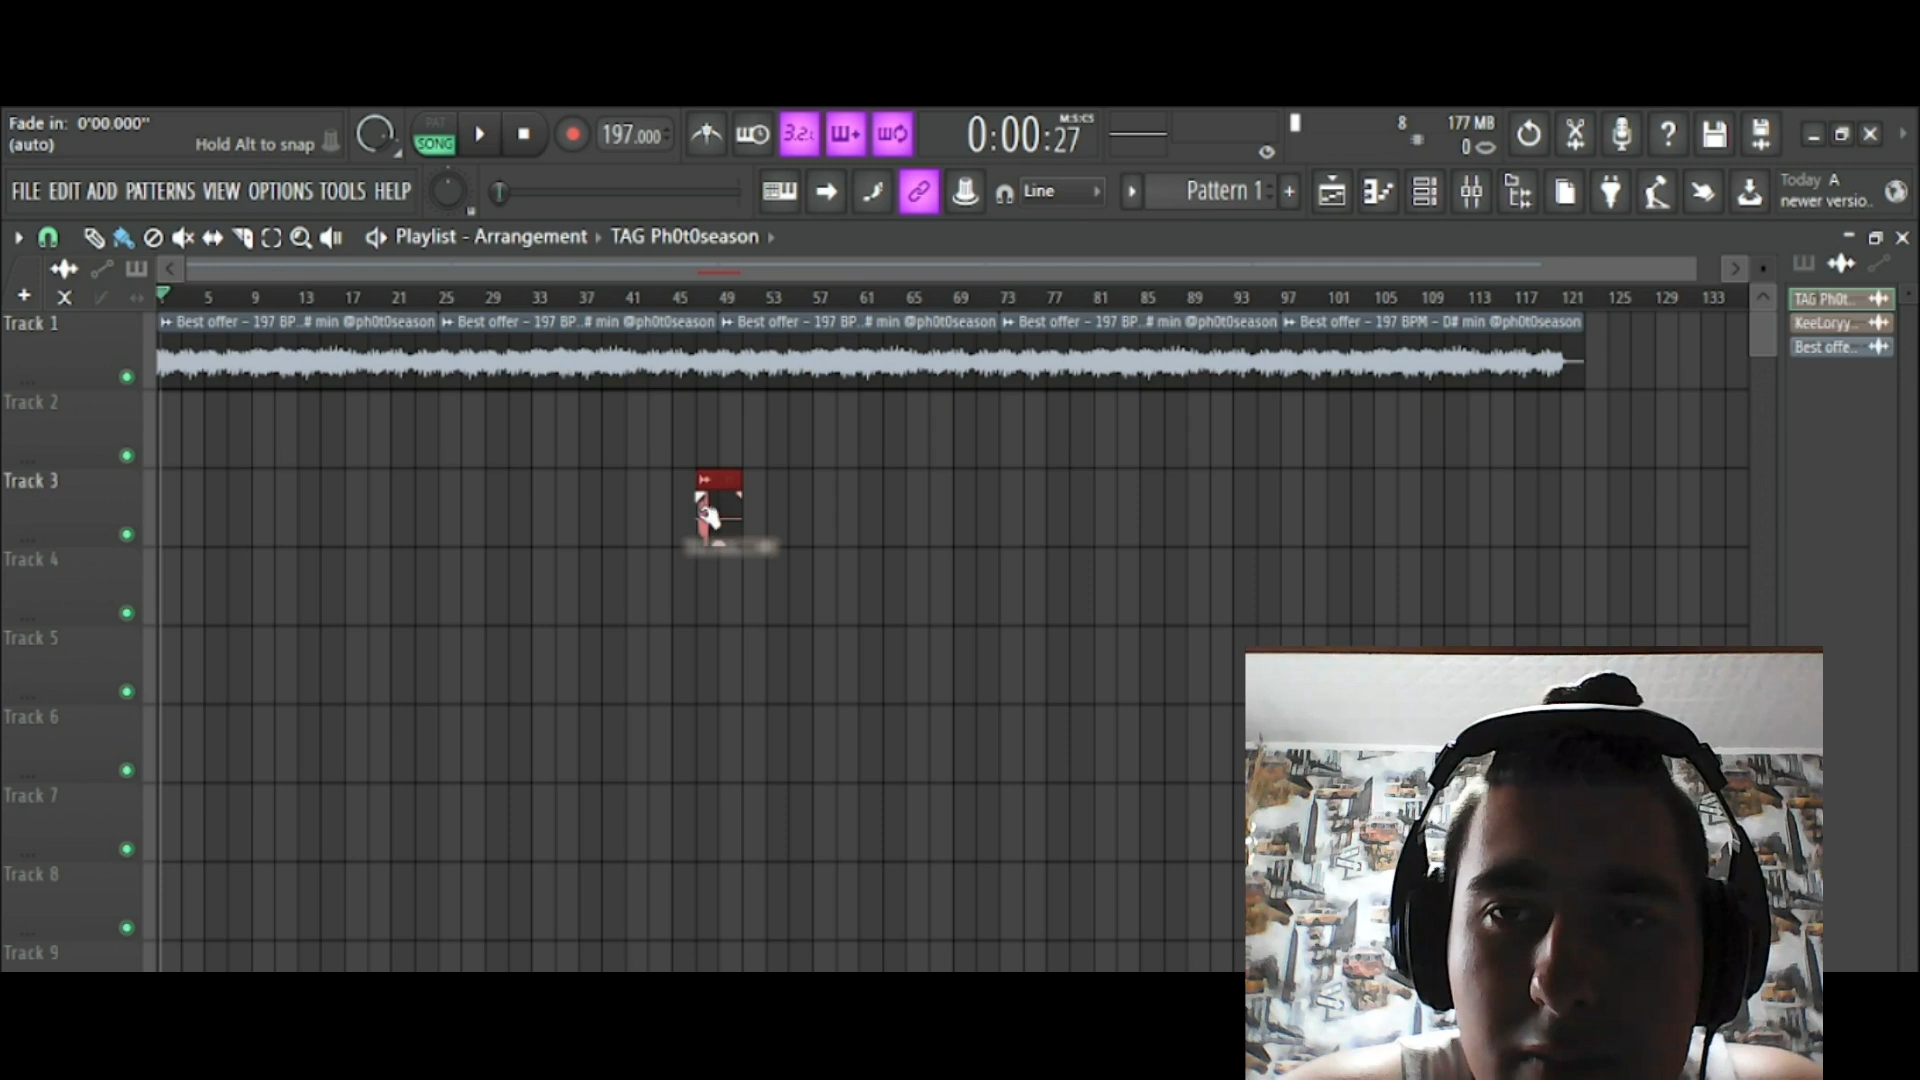 Fade in: 0'00.000''
(auto)
Hold Alt to snap
PAT
SONG
197.000
3.2.
0:00:27
M:S:CS
8
177 MB
0
FILE EDIT ADD PATTERNS VIEW OPTIONS TOOLS HELP
Line
Pattern 1
Today A
newer versio..
Playlist - Arrangement
TAG Ph0t0season
5 9 13 17 21 25 29 33 37 41 45 49 53 57 61 65 69 73 77 81 85 89 93 97 101 105 109 113 117 121 125 129 133
TAG Ph0t..
KeeLoryy..
Best offe..
Track 1
Best offer - 197 BP..# min @ph0t0season
Best offer - 197 BP..# min @ph0t0season
Best offer - 197 BP..# min @ph0t0season
Best offer - 197 BP..# min @ph0t0season
Best offer - 197 BPM - D# min @ph0t0season
Track 2
Track 3
Track 4
Track 5
Track 6
Track 7
Track 8
Track 9